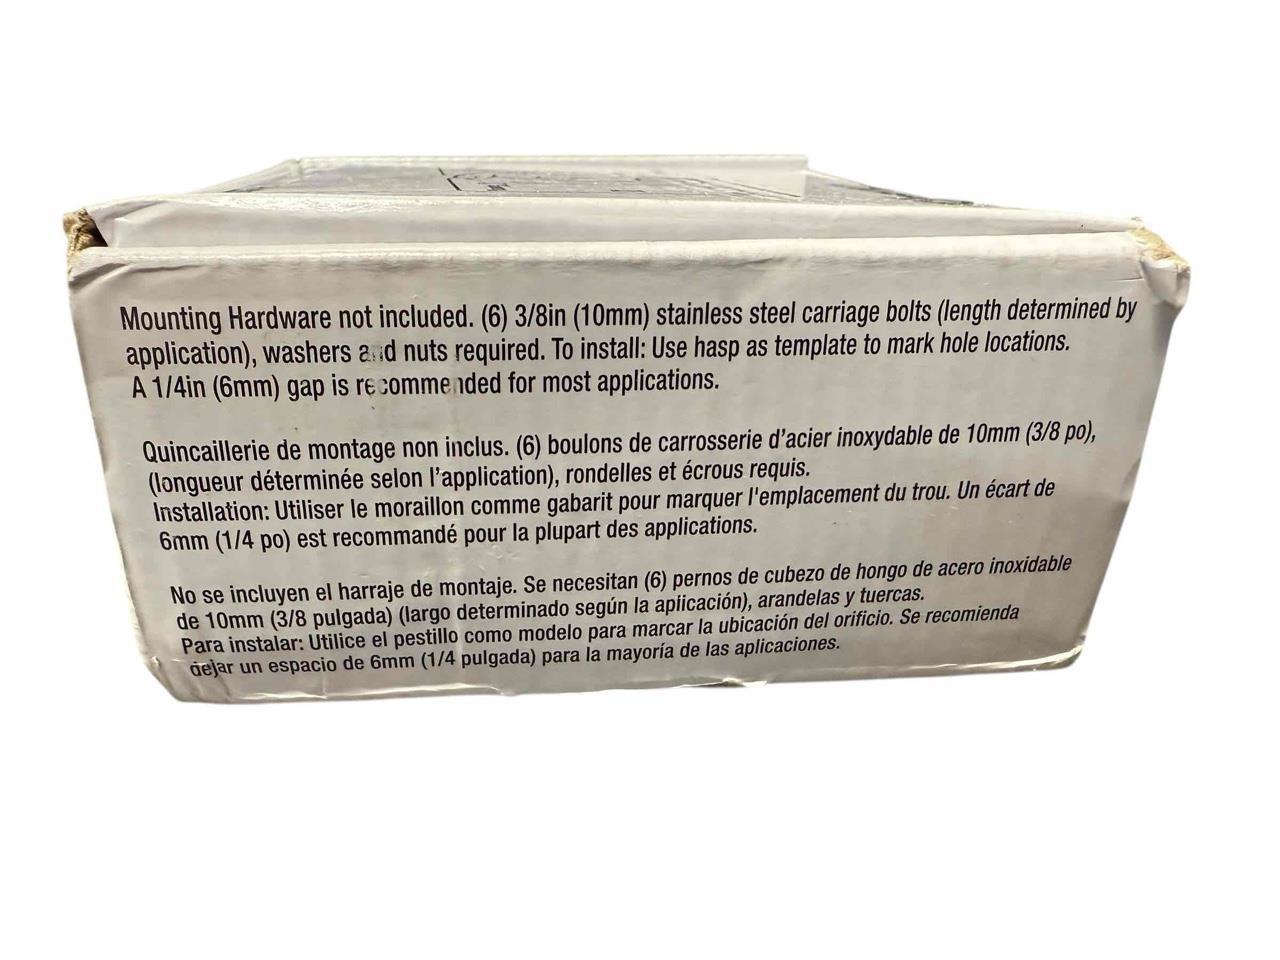 Mounting Hardware not included. (6) 3/8in (10mm) stainless steel carriage bolts (length determined by
application), washers and nuts required. To install: Use hasp as template to mark hole locations.
A 1/4in (6mm) gap is recommended for most applications.
Quincaillerie de montage non inclus. (6) boulons de carrosserie d'acier inoxydable de 10mm (3/8 po),
(longueur déterminée selon l'application), rondelles et écrous requis.
Installation: Utiliser le moraillon comme gabarit pour marquer l'emplacement du trou. Un écart de
6mm (1/4 po) est recommandé pour la plupart des applications.
No se incluyen el harraje de montaje. Se necesitan (6) pernos de cubezo de hongo de acero inoxidable
de 10mm (3/8 pulgada) (largo determinado según la apiicación), arandelas y tuercas.
Para instalar: Utilice el pestillo como modelo para marcar la ubicación del orificio. Se recomienda
dejar un espacio de 6mm (1/4 pulgada) para la mayoría de las aplicaciones.